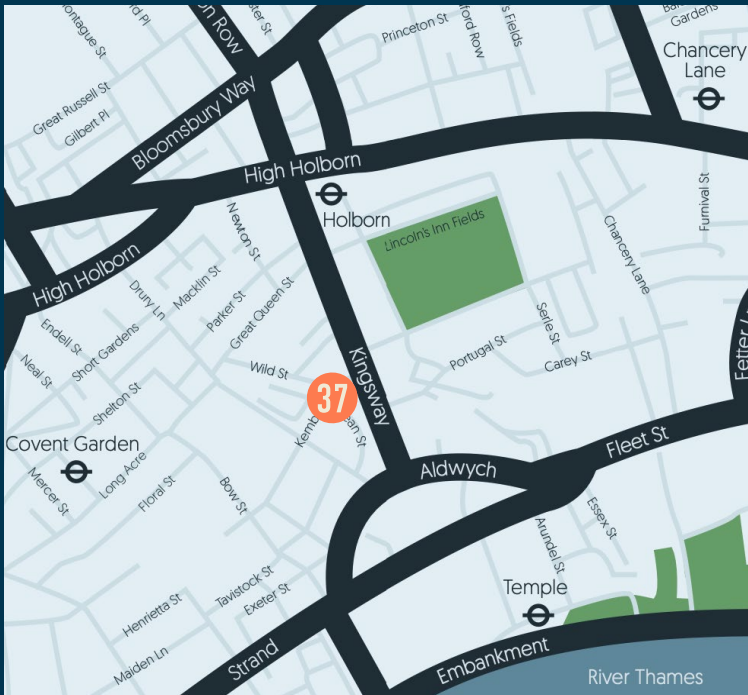 Princeton St
Chancery
Lane
Great Russell St
Gilbert Pl
Bloomsbury Way
High Holborn
Holborn
Lincoln's Inn Fields
Furnival St
Chancery Lane
Newton St
High Holborn
Drury Ln
Macklin St
Parker St
Great Queen St
Endell St
Short Gardens
Neal St
Shelton St
Wild St
37
Kingsway
Portugal St
Serle St
Carey St
Covent Garden
Mercer St
Long Acre
Floral St
Bow St
Aldwych
Fleet St
Arundel St
Essex St
Tavistock St
Exeter St
Henrietta St
Maiden Ln
Temple
Strand
Embankment
River Thames